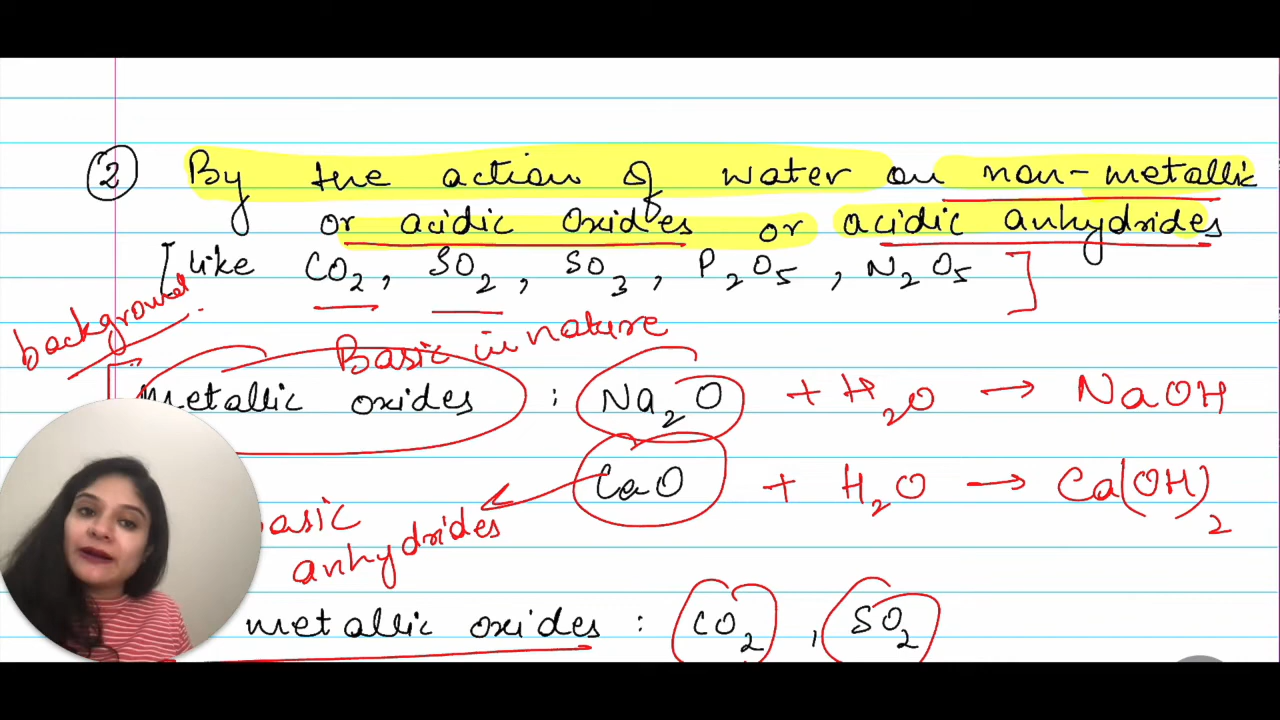 ② By the action of water on non-metallic
or acidic oxides or acidic anhydrides
[like CO₂, SO₂, SO₃, P₂O₅, N₂O₅]
background
Basic in nature
metallic oxides : Na₂O + H₂O → NaOH
CaO + H₂O → Ca(OH)₂
basic
anhydrides
metallic oxides : CO₂, SO₂